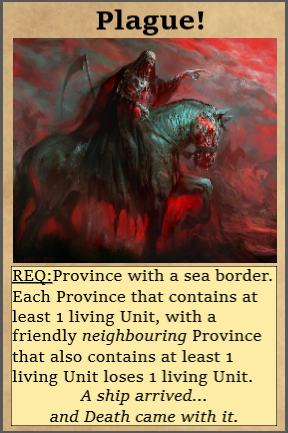 Plague!
REQ:Province with a sea border.
Each Province that contains at
least 1 living Unit, with a
friendly neighbouring Province
that also contains at least 1
living Unit loses 1 living Unit.
A ship arrived...
and Death came with it.